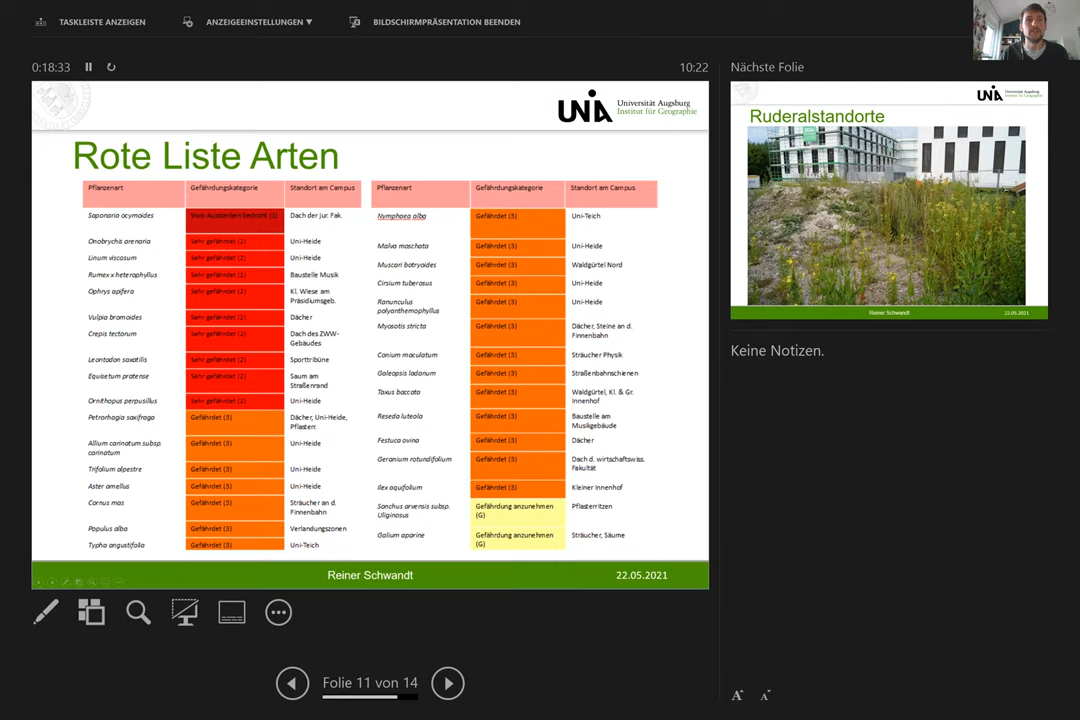 TASKLEISTE ANZEIGEN
ANZEIGEEINSTELLUNGEN ▼
BILDSCHIRMPRÄSENTATION BEENDEN
0:18:33
10:22
Nächste Folie
UNIA Universität Augsburg
Institut für Geographie
Rote Liste Arten
Pflanzenart Gefährdungskategorie Standort am Campus
Saponaria ocymoides Vom Aussterben bedroht (1) Dach der jur. Fak.
Onobrychis arenaria Sehr gefährdet (2) Uni-Heide
Linum viscosum Sehr gefährdet (2) Uni-Heide
Rumex x heterophyllus Sehr gefährdet (2) Baustelle Musik
Ophrys apifera Sehr gefährdet (2) Kl. Wiese am
Präsidiumsgeb.
Vulpia bromoides Sehr gefährdet (2) Dächer
Crepis tectorum Sehr gefährdet (2) Dach des ZWW-
Gebäudes
Leontodon saxatilis Sehr gefährdet (2) Sporttribüne
Equisetum pratense Sehr gefährdet (2) Saum am
Straßenrand
Ornithopus perpusillus Sehr gefährdet (2) Uni-Heide
Petrorhagia saxifraga Gefährdet (3) Dächer, Uni-Heide,
Pflasterr.
Allium carinatum subsp. Gefährdet (3) Uni-Heide
carinatum
Trifolium alpestre Gefährdet (3) Uni-Heide
Aster amellus Gefährdet (3) Uni-Heide
Cornus mas Gefährdet (3) Sträucher an d.
Finnenbahn
Populus alba Gefährdet (3) Verlandungszonen
Typha angustifolia Gefährdet (3) Uni-Teich
Pflanzenart Gefährdungskategorie Standort am Campus
Nymphaea alba Gefährdet (3) Uni-Teich
Malva moschata Gefährdet (3) Uni-Heide
Muscari botryoides Gefährdet (3) Waldgürtel Nord
Cirsium tuberosus Gefährdet (3) Uni-Heide
Ranunculus Gefährdet (3) Uni-Heide
polyanthemophyllus
Myosotis stricta Gefährdet (3) Dächer, Steine an d.
Finnenbahn
Conium maculatum Gefährdet (3) Sträucher Physik
Galeopsis ladanum Gefährdet (3) Straßenbahnschienen
Taxus baccata Gefährdet (3) Waldgürtel, Kl. & Gr.
Innenhof
Reseda luteola Gefährdet (3) Baustelle am
Musikgebäude
Festuca ovina Gefährdet (3) Dächer
Geranium rotundifolium Gefährdet (3) Dach d. wirtschaftswiss.
Fakultät
Ilex aquifolium Gefährdet (3) Kleiner Innenhof
Sonchus arvensis subsp. Gefährdung anzunehmen Pflasterritzen
Uliginosus (G)
Galium aparine Gefährdung anzunehmen Sträucher, Säume
(G)
Reiner Schwandt
22.05.2021
UNIA Universität Augsburg
Institut für Geographie
Ruderalstandorte
Reiner Schwandt
22.05.2021
Keine Notizen.
Folie 11 von 14
A
A